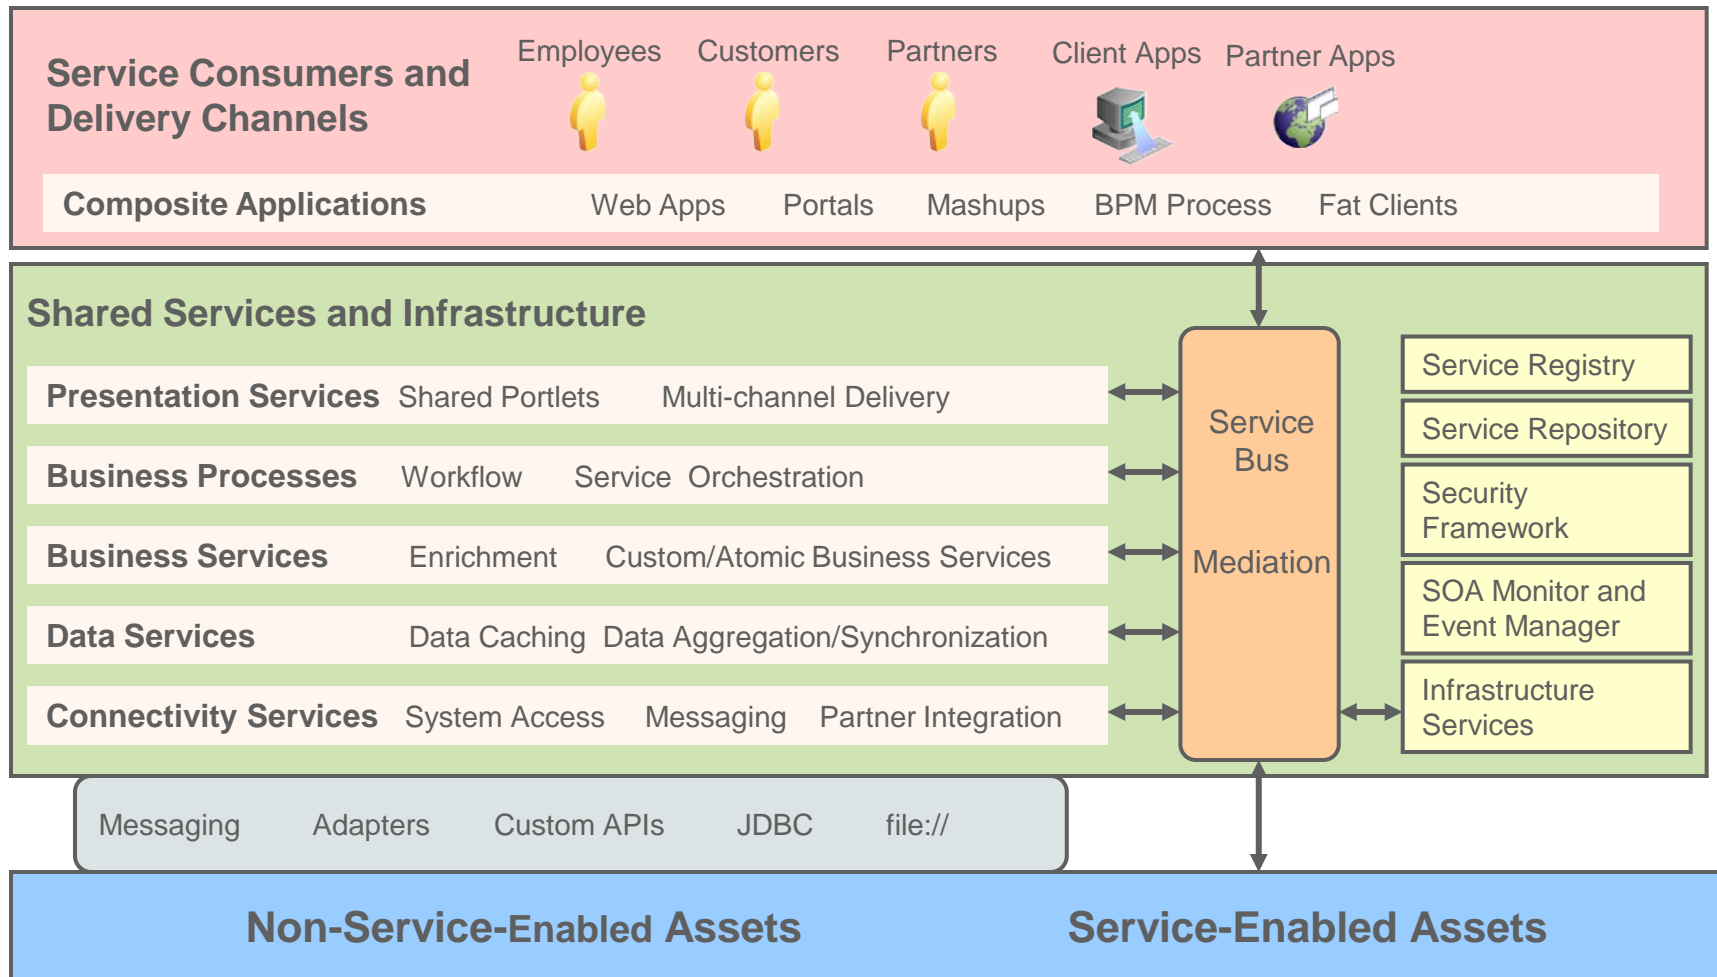 Service Consumers and
Delivery Channels
Employees Customers Partners Client Apps Partner Apps
Composite Applications Web Apps Portals Mashups BPM Process Fat Clients
Shared Services and Infrastructure
Presentation Services Shared Portlets Multi-channel Delivery
Business Processes Workflow Service Orchestration
Business Services Enrichment Custom/Atomic Business Services
Data Services Data Caching Data Aggregation/Synchronization
Connectivity Services System Access Messaging Partner Integration
Service
Bus
Mediation
Service Registry
Service Repository
Security
Framework
SOA Monitor and
Event Manager
Infrastructure
Services
Messaging Adapters Custom APIs JDBC file://
Non-Service-Enabled Assets Service-Enabled Assets